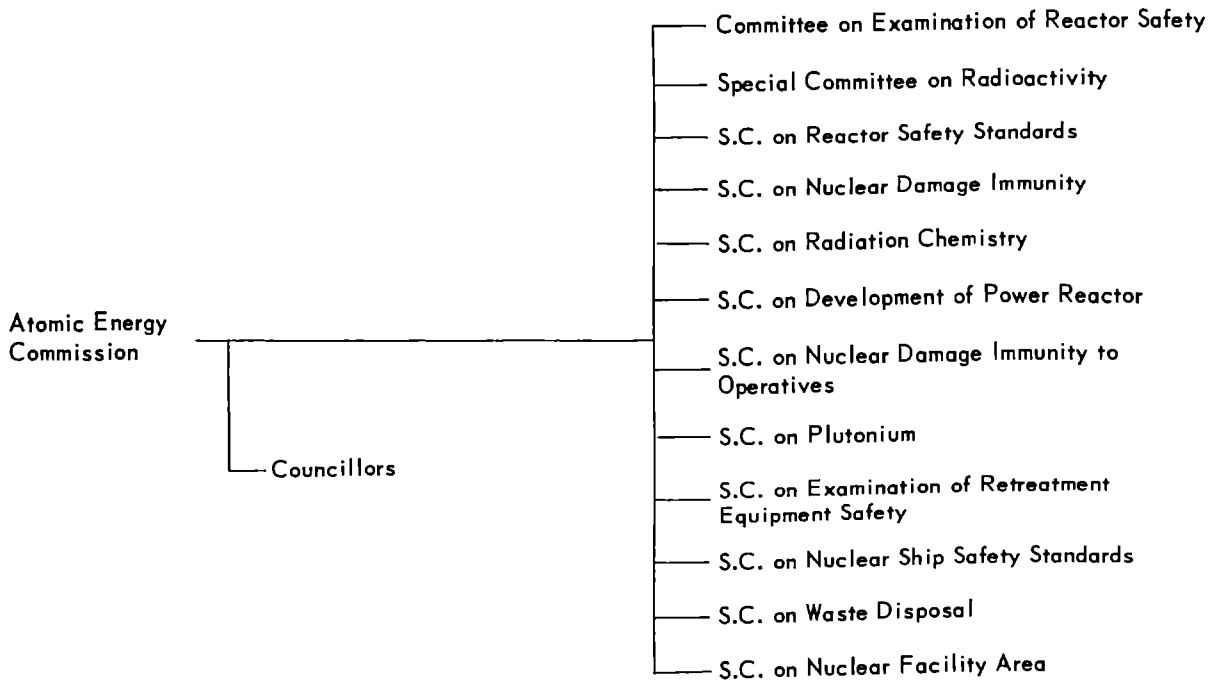 Committee on Examination of Reactor Safety
Special Committee on Radioactivity
S.C. on Reactor Safety Standards
S.C. on Nuclear Damage Immunity
S.C. on Radiation Chemistry
S.C. on Development of Power Reactor
Atomic Energy
Commission
S.C. on Nuclear Damage Immunity to
Operatives
S.C. on Plutonium
Councillors
S.C. on Examination of Retreatment
Equipment Safety
S.C. on Nuclear Ship Safety Standards
S.C. on Waste Disposal
S.C. on Nuclear Facility Area